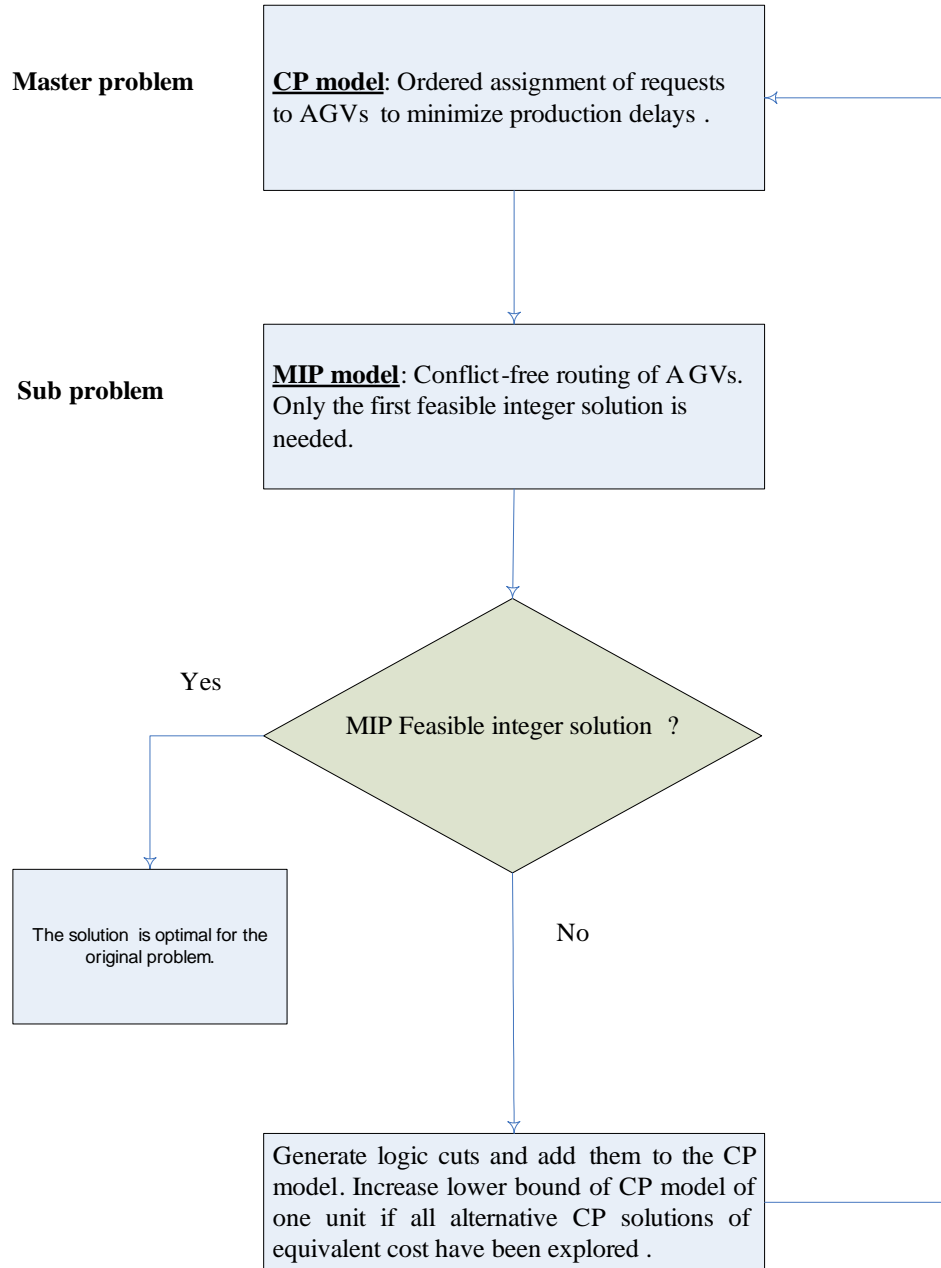 Master problem
CP model: Ordered assignment of requests
to AGVs to minimize production delays .
Sub problem
MIP model: Conflict-free routing of A GVs.
Only the first feasible integer solution is
needed.
Yes
MIP Feasible integer solution ?
The solution is optimal for the
original problem.
No
Generate logic cuts and add them to the CP
model. Increase lower bound of CP model of
one unit if all alternative CP solutions of
equivalent cost have been explored .